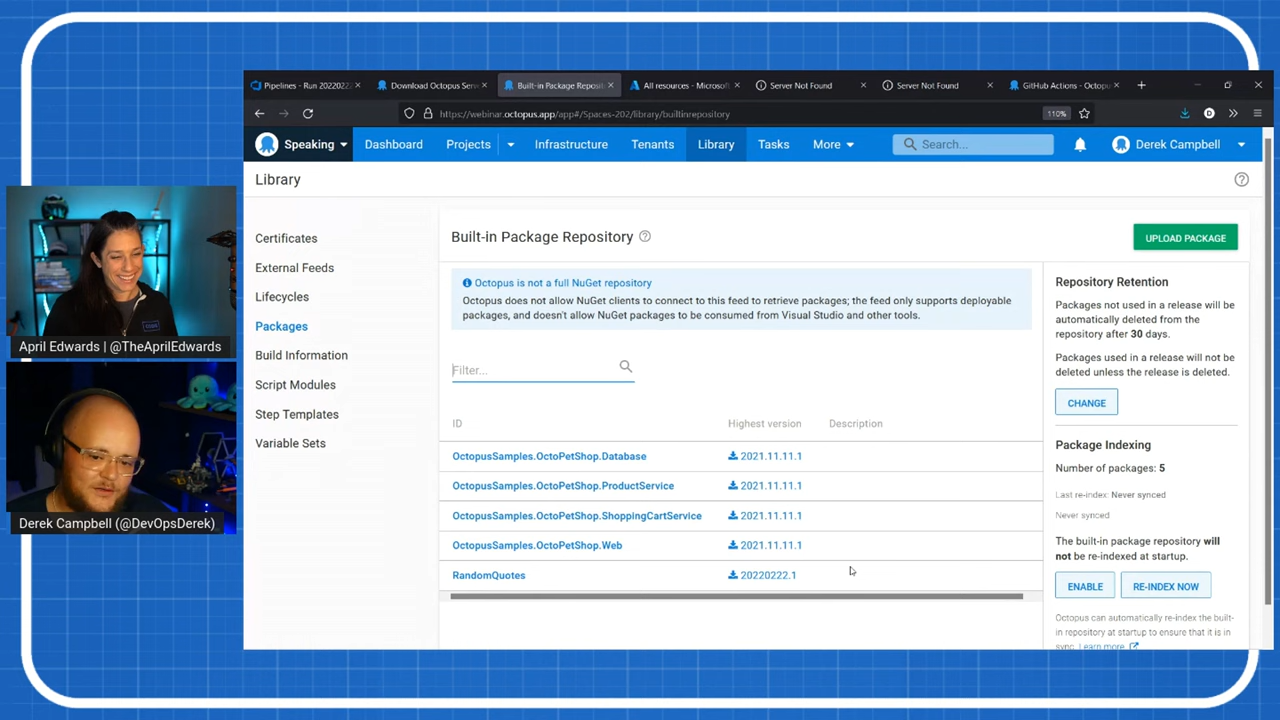 Pipelines - Run 2022022
Download Octopus Serv
Built-in Package Reposit
All resources - Microsoft
Server Not Found
Server Not Found
GitHub Actions - Octopu
https://webinar.octopus.app/app#/Spaces-202/library/builtinrepository
110%
D
Speaking
Dashboard
Projects
Infrastructure
Tenants
Library
Tasks
More
Search...
Derek Campbell
Library
Certificates
External Feeds
Lifecycles
Packages
Build Information
Script Modules
Step Templates
Variable Sets
Built-in Package Repository
UPLOAD PACKAGE
Octopus is not a full NuGet repository
Octopus does not allow NuGet clients to connect to this feed to retrieve packages; the feed only supports deployable
packages, and doesn't allow NuGet packages to be consumed from Visual Studio and other tools.
Filter...
ID Highest version Description
OctopusSamples.OctoPetShop.Database 2021.11.11.1
OctopusSamples.OctoPetShop.ProductService 2021.11.11.1
OctopusSamples.OctoPetShop.ShoppingCartService 2021.11.11.1
OctopusSamples.OctoPetShop.Web 2021.11.11.1
RandomQuotes 20220222.1
Repository Retention
Packages not used in a release will be
automatically deleted from the
repository after 30 days.
Packages used in a release will not be
deleted unless the release is deleted.
CHANGE
Package Indexing
Number of packages: 5
Last re-index: Never synced
Never synced
The built-in package repository will
not be re-indexed at startup.
ENABLE
RE-INDEX NOW
Octopus can automatically re-index the built-
in repository at startup to ensure that it is in
sync. Learn more
April Edwards | @TheAprilEdwards
Derek Campbell (@DevOpsDerek)